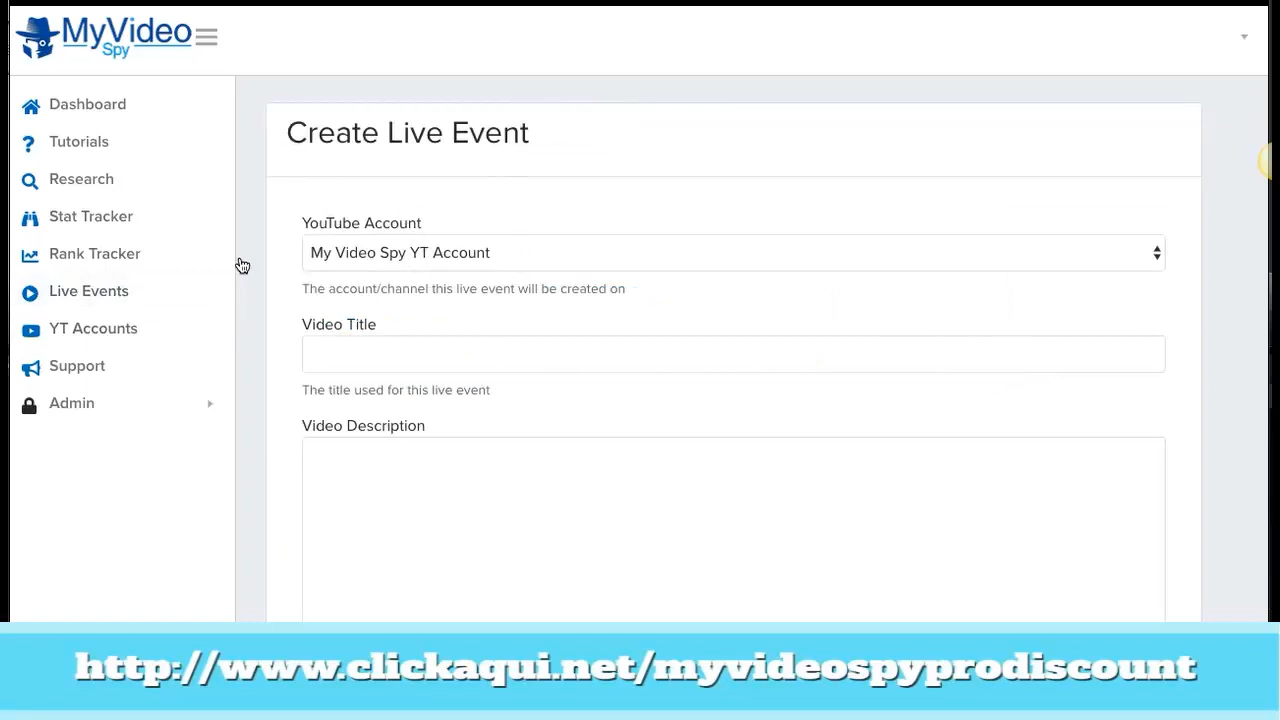 MyVideo
Spy
Dashboard
Tutorials
Research
Stat Tracker
Rank Tracker
Live Events
YT Accounts
Support
Admin
Create Live Event
YouTube Account
My Video Spy YT Account
The account/channel this live event will be created on
Video Title
The title used for this live event
Video Description
http://www.clickaqui.net/myvideospyprodiscount